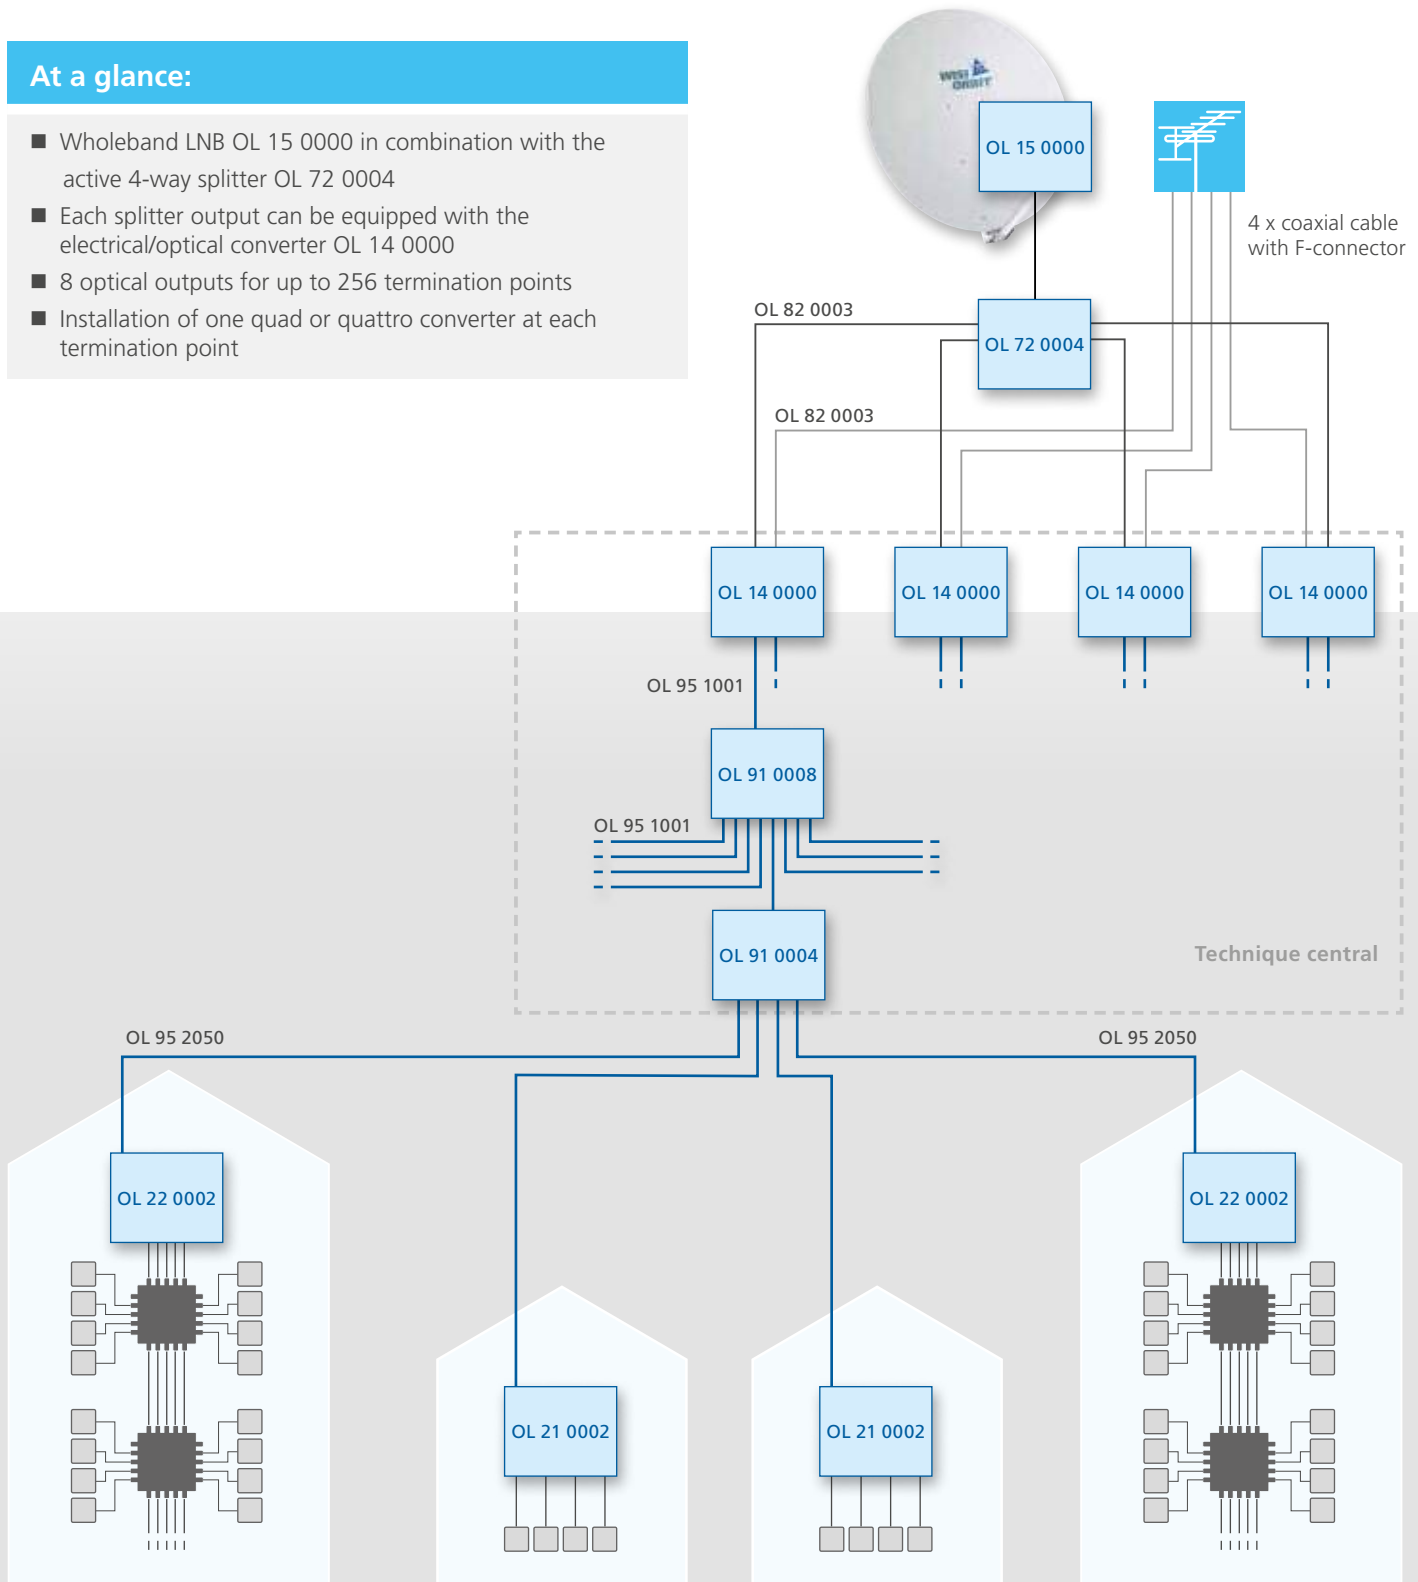 At a glance:
■ Wholeband LNB OL 15 0000 in combination with the
active 4-way splitter OL 72 0004
■ Each splitter output can be equipped with the
electrical/optical converter OL 14 0000
■ 8 optical outputs for up to 256 termination points
■ Installation of one quad or quattro converter at each
termination point
WISI
ORBIT
OL 15 0000
4 x coaxial cable
with F-connector
OL 82 0003
OL 72 0004
OL 82 0003
OL 14 0000
OL 14 0000
OL 14 0000
OL 14 0000
OL 95 1001
OL 91 0008
OL 95 1001
OL 91 0004
Technique central
OL 95 2050
OL 95 2050
OL 22 0002
OL 22 0002
OL 21 0002
OL 21 0002